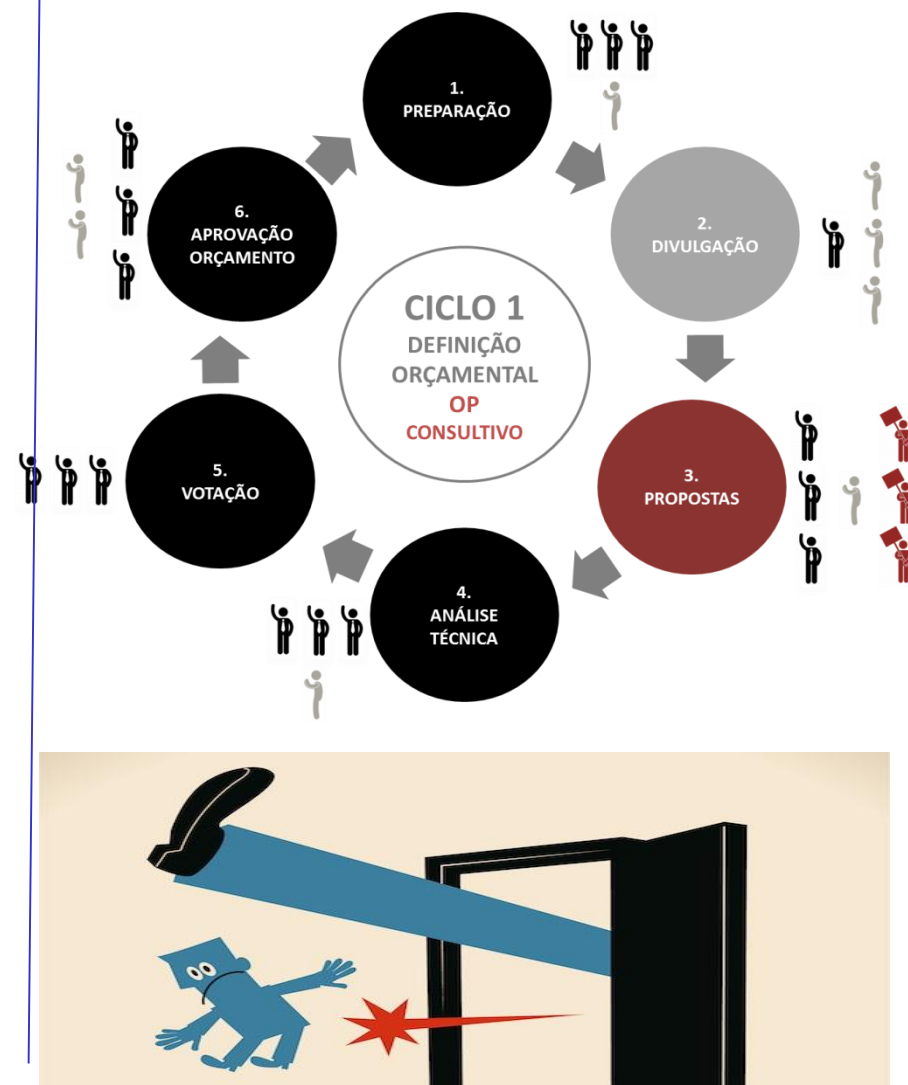 1.
PREPARAÇÃO
2.
DIVULGAÇÃO
3.
PROPOSTAS
4.
ANÁLISE
TÉCNICA
5.
VOTAÇÃO
6.
APROVAÇÃO
ORÇAMENTO
CICLO 1
DEFINIÇÃO
ORÇAMENTAL
OP
CONSULTIVO